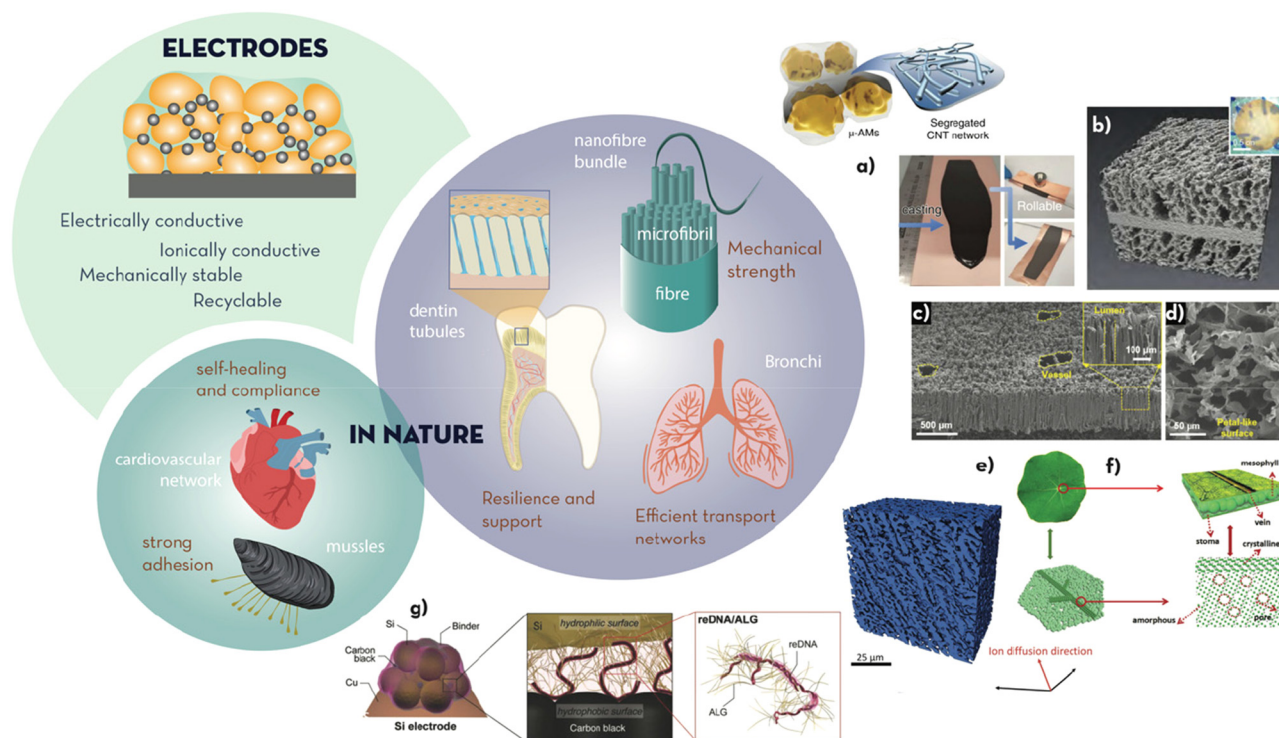 ELECTRODES
Electrically conductive
Ionically conductive
Mechanically stable
Recyclable
self-healing
and compliance
cardiovascular
network
strong
adhesion
mussles
IN NATURE
nanofibre
bundle
microfibril
fibre
Mechanical
strength
dentin
tubules
Bronchi
Resilience and
support
Efficient transport
networks
μ-AMs
Segregated
CNT network
a)
casting
Rollable
b)
c)
Lumen
100 μm
Vessel
500 μm
d)
Petal-like
surface
50 μm
e)
25 μm
f)
mesophyll
vein
stoma
crystalline
amorphous
pore
Ion diffusion direction
g)
Si
Binder
Carbon
black
Cu
Si electrode
Si
hydrophilic surface
hydrophobic surface
Carbon black
reDNA/ALG
reDNA
ALG